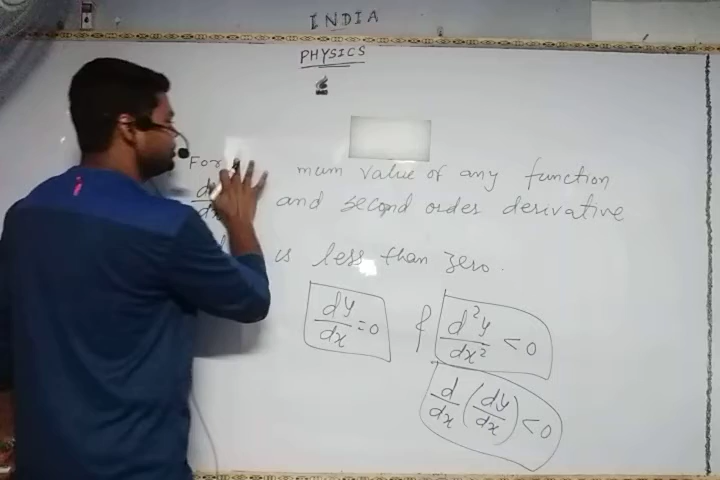 INDIA
PHYSICS
For mum value of any function
d/dx and second order derivative
is less than zero.
dy/dx = 0 & d²y/dx² < 0
d/dx (dy/dx) < 0